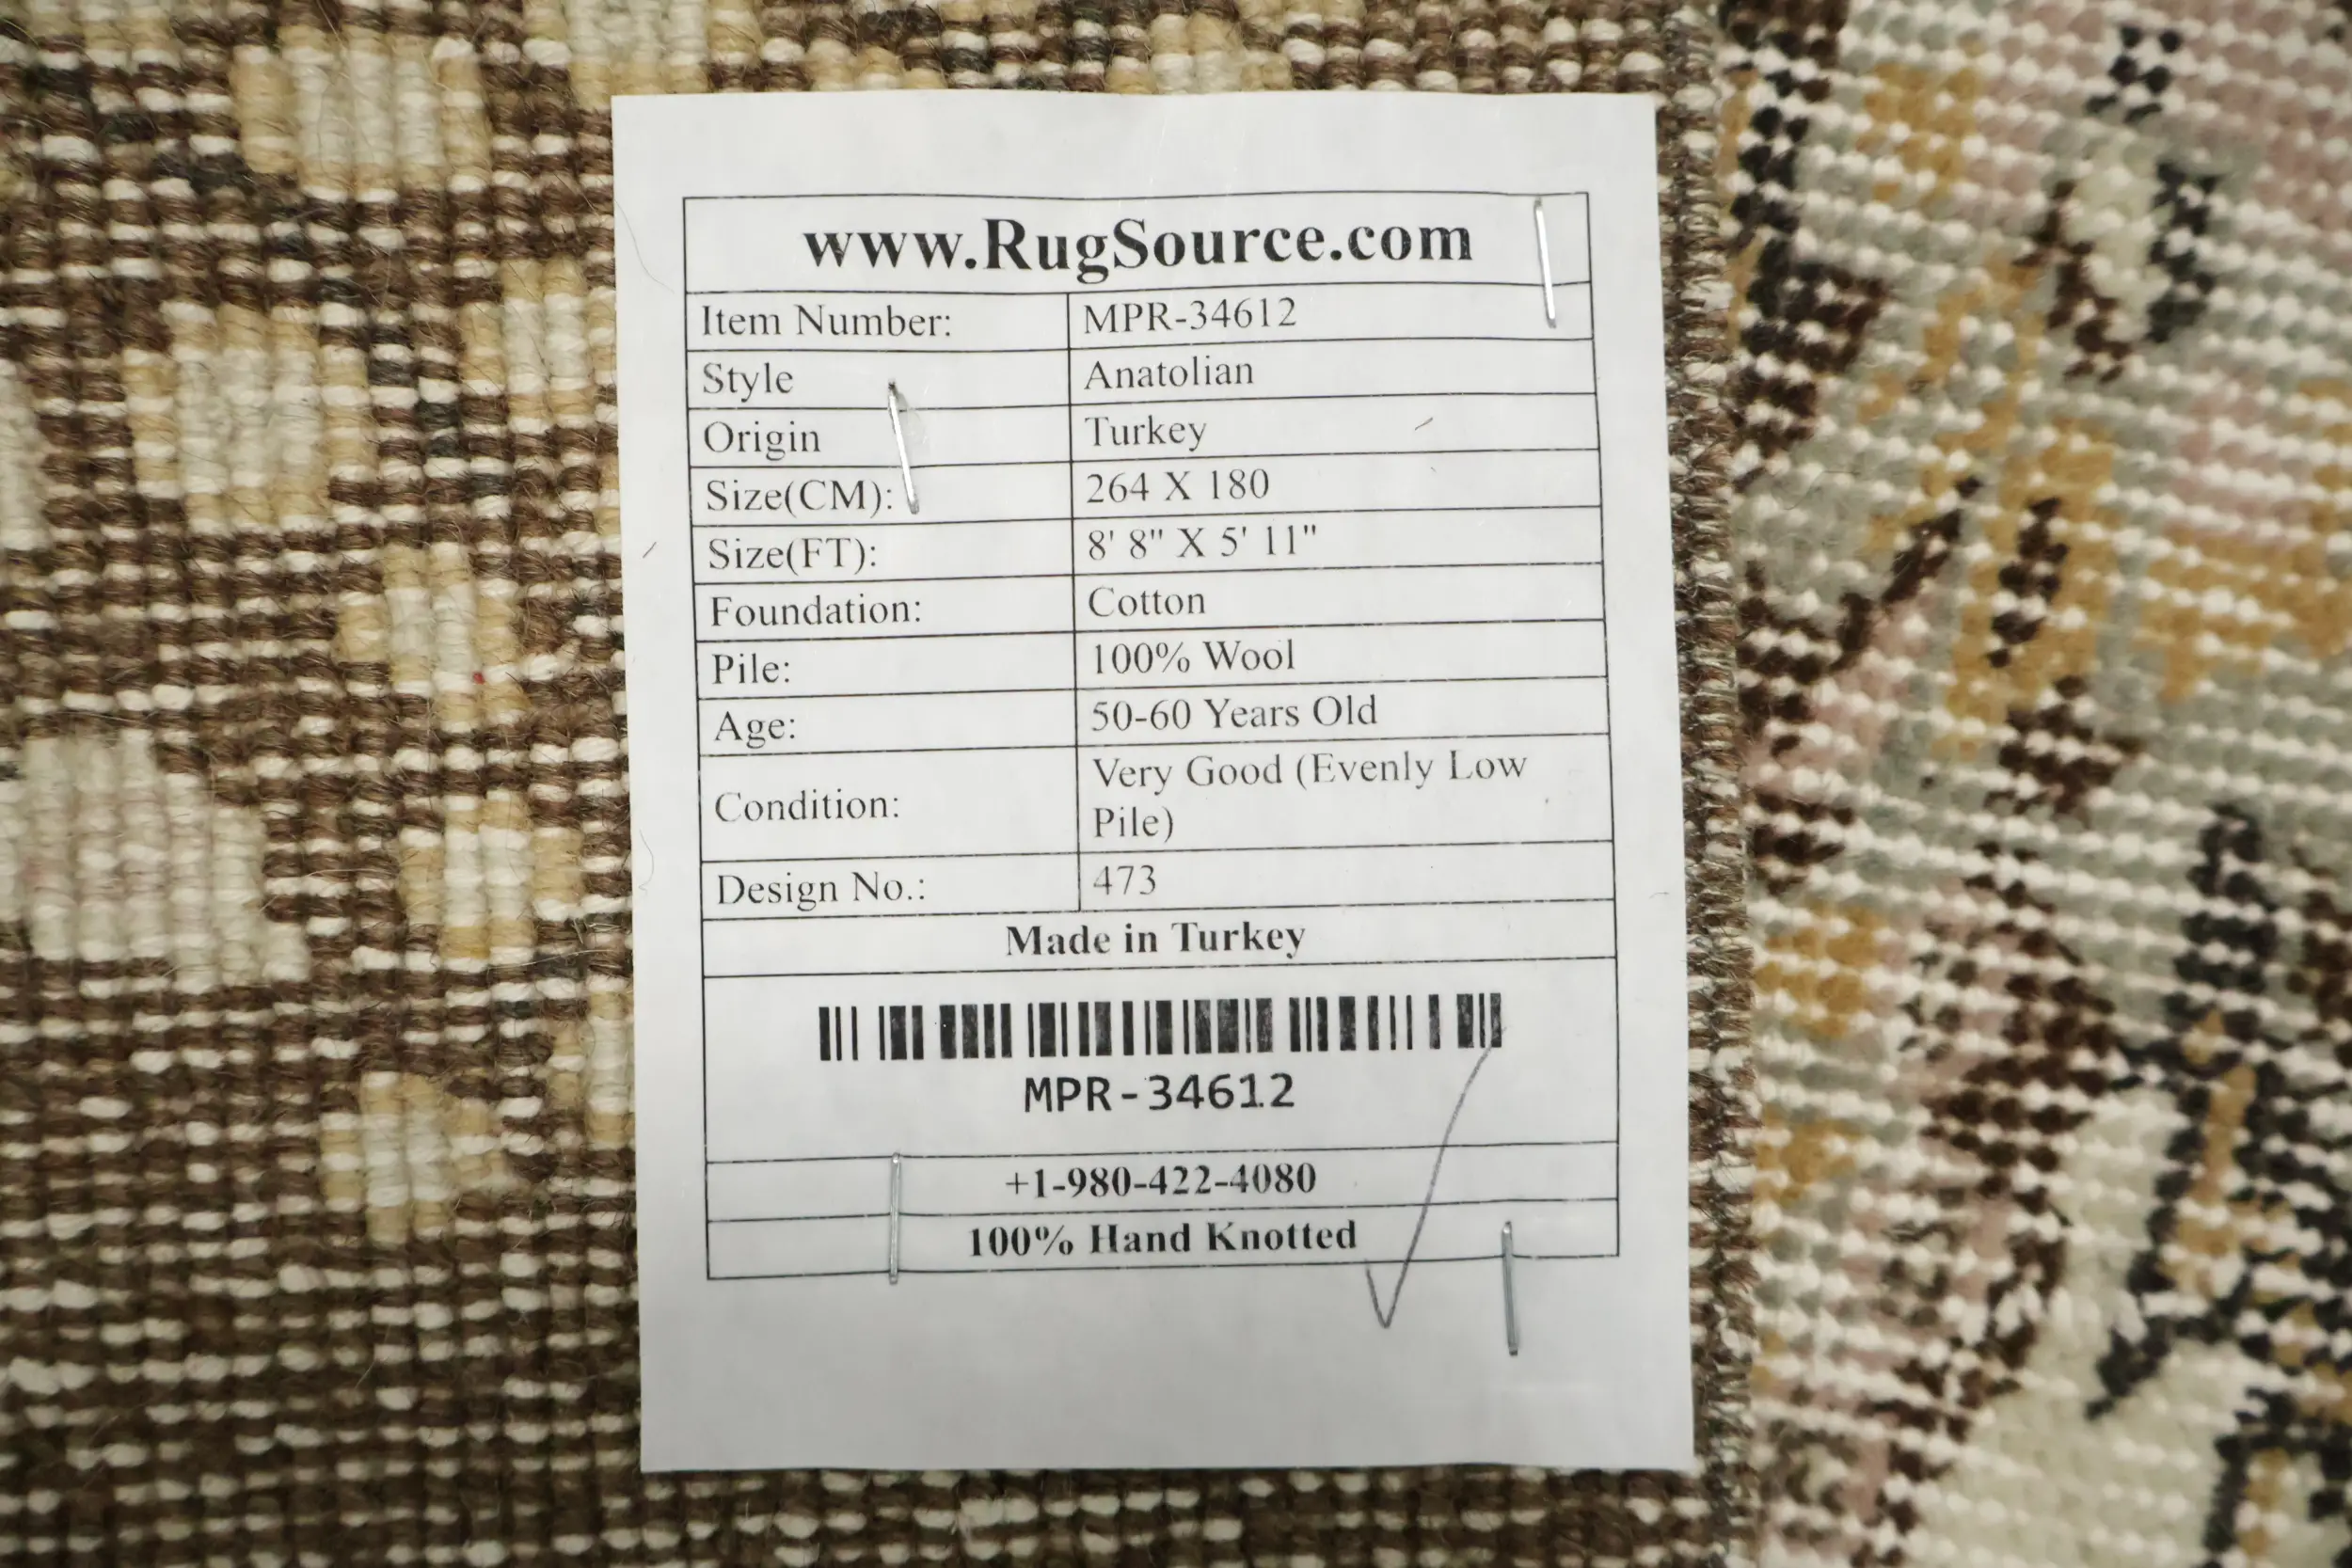 www.RugSource.com
Item Number: MPR-34612
Style Anatolian
Origin Turkey
Size(CM): 264 X 180
Size(FT): 8' 8" X 5' 11"
Foundation: Cotton
Pile: 100% Wool
Age: 50-60 Years Old
Condition: Very Good (Evenly Low
Pile)
Design No.: 473
Made in Turkey
MPR-34612
+1-980-422-4080
100% Hand Knotted